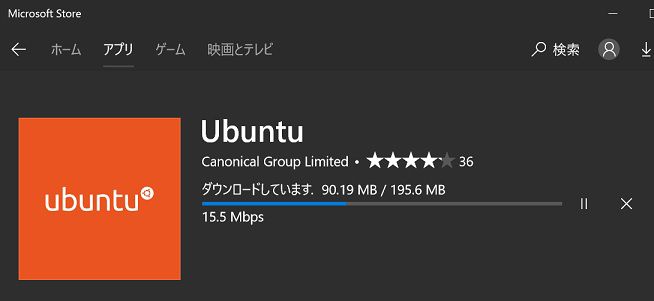 Microsoft Store
ホーム アプリ ゲーム 映画とテレビ 検索
ubuntu
Ubuntu
Canonical Group Limited • 36
ダウンロードしています. 90.19 MB / 195.6 MB
15.5 Mbps